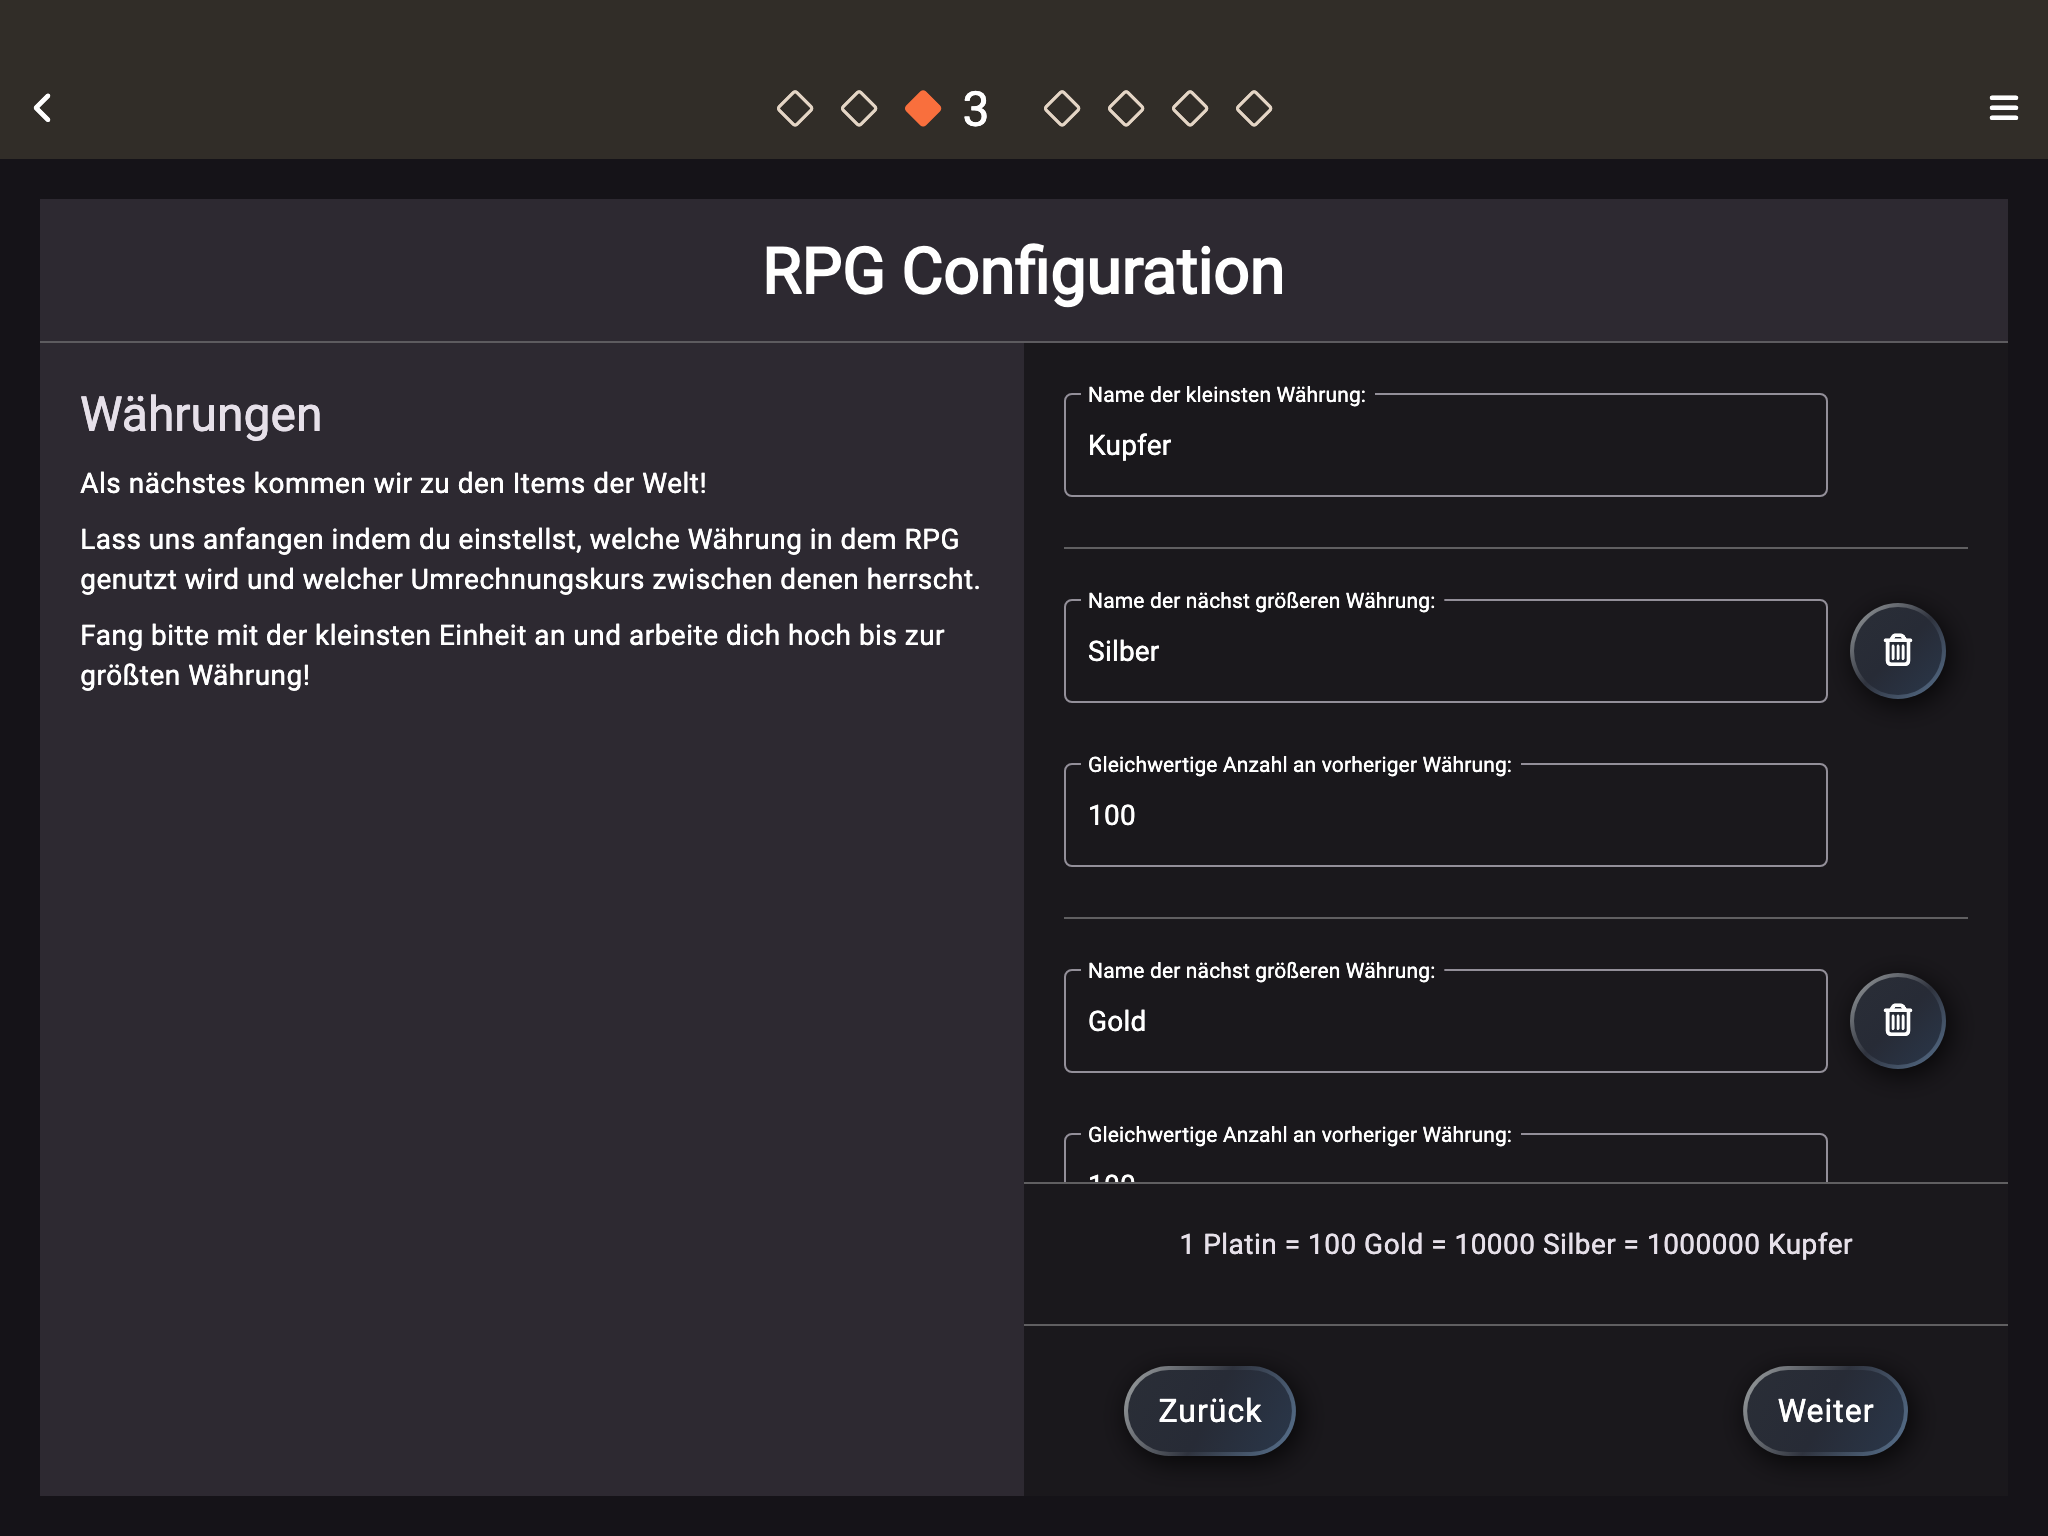 3
RPG Configuration
Währungen
Als nächstes kommen wir zu den Items der Welt!
Lass uns anfangen indem du einstellst, welche Währung in dem RPG
genutzt wird und welcher Umrechnungskurs zwischen denen herrscht.
Fang bitte mit der kleinsten Einheit an und arbeite dich hoch bis zur
größten Währung!
Name der kleinsten Währung:
Kupfer
Name der nächst größeren Währung:
Silber
Gleichwertige Anzahl an vorheriger Währung:
100
Name der nächst größeren Währung:
Gold
Gleichwertige Anzahl an vorheriger Währung:
100
1 Platin = 100 Gold = 10000 Silber = 1000000 Kupfer
Zurück
Weiter